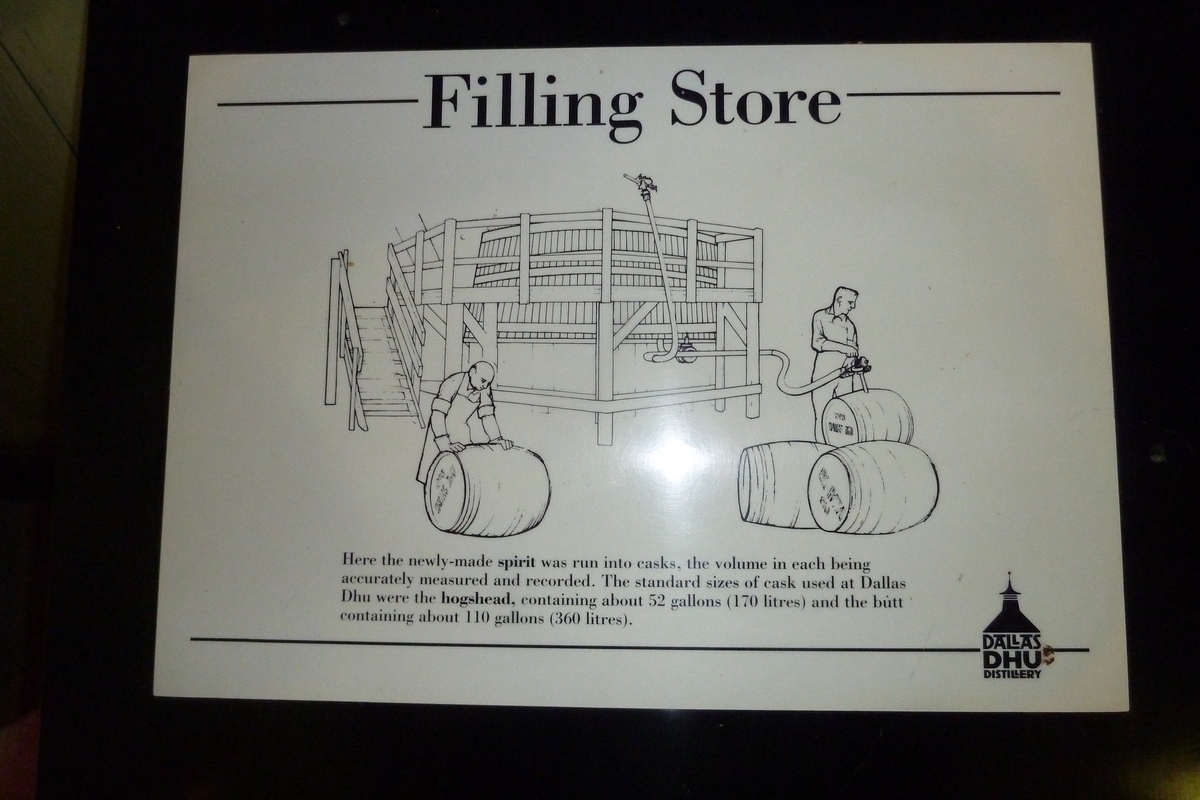 Filling Store
Here the newly-made spirit was run into casks, the volume in each being
accurately measured and recorded. The standard sizes of cask used at Dallas
Dhu were the hogshead, containing about 52 gallons (170 litres) and the butt
containing about 110 gallons (360 litres).
DALLAS
DHU
DISTILLERY